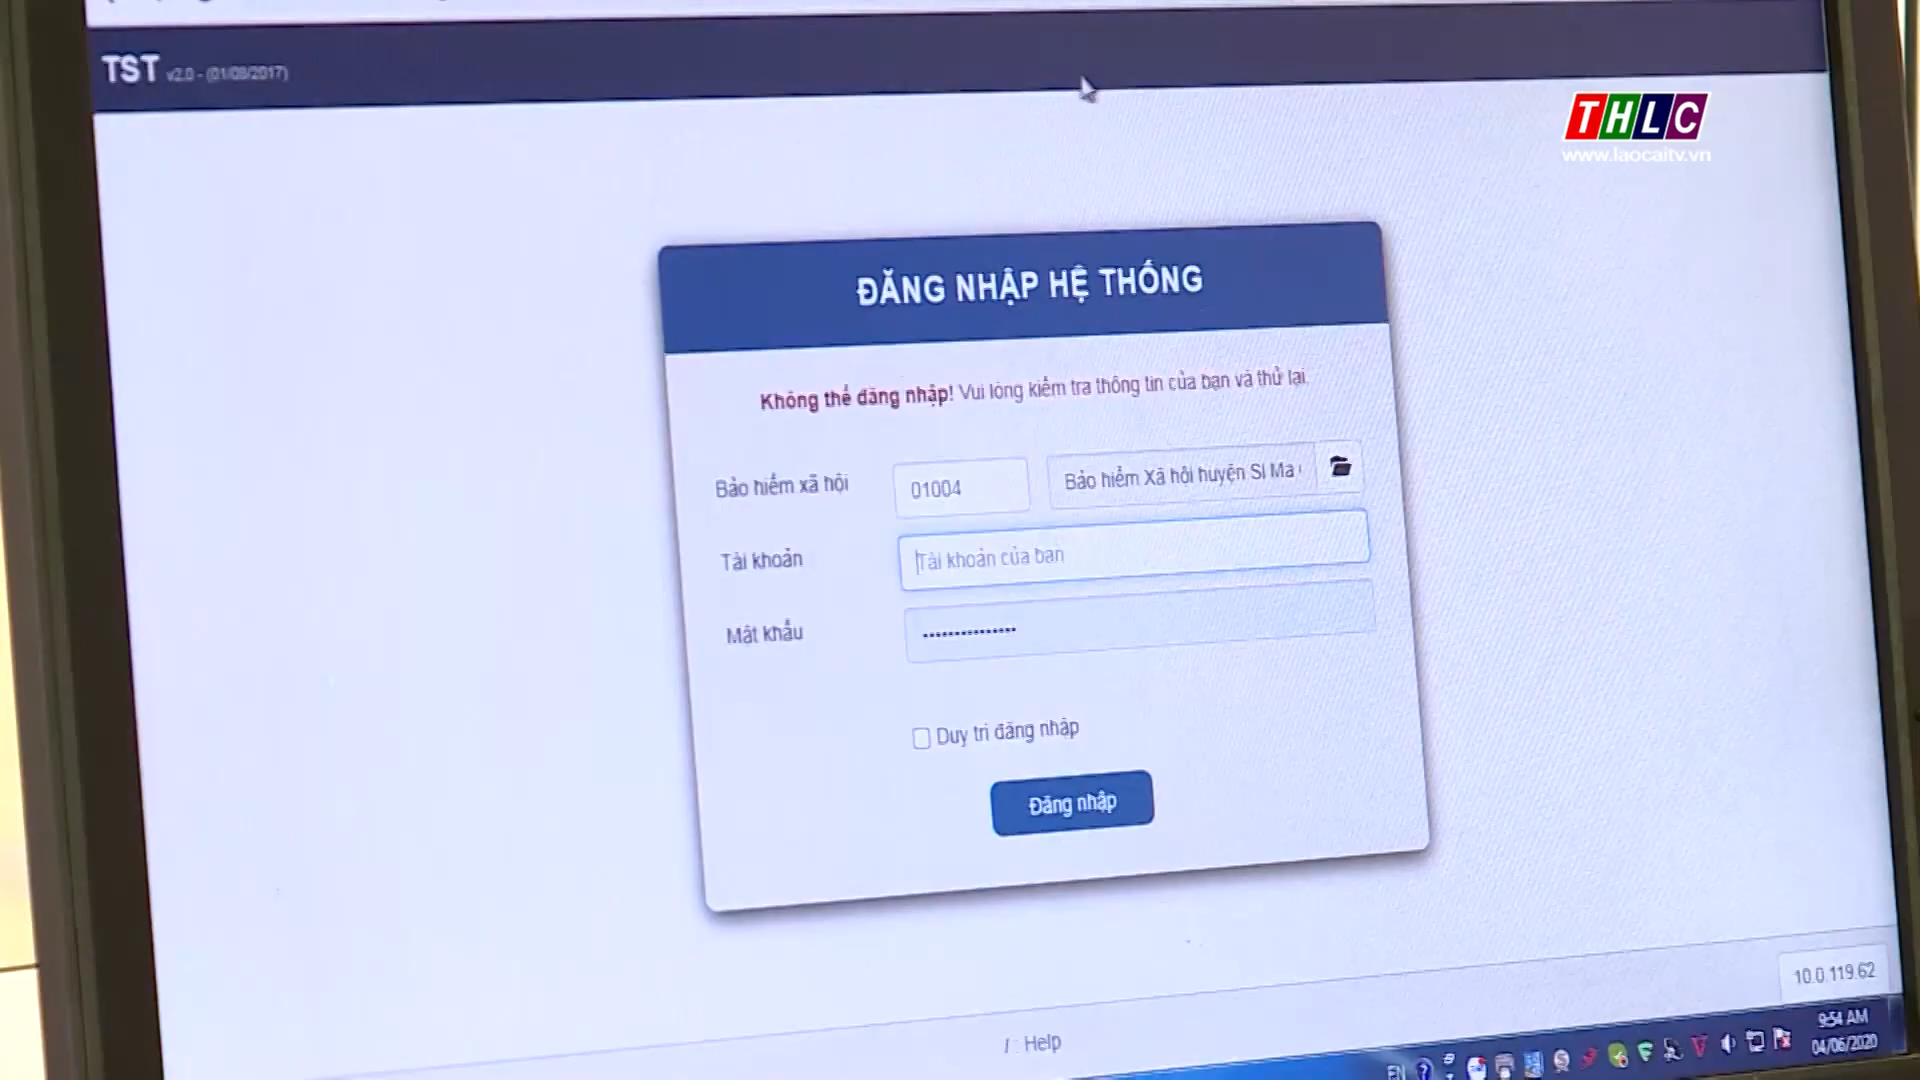 TST v2.0 - (01/08/2017)
THLC
www.laocaitv.vn
ĐĂNG NHẬP HỆ THỐNG
Không thể đăng nhập! Vui lòng kiểm tra thông tin của bạn và thử lại.
Bảo hiểm xã hội 01004 Bảo hiểm Xã hội huyện Si Ma
Tài khoản Tài khoản của bạn
Mật khẩu ...............
Duy trì đăng nhập
Đăng nhập
10.0.119.62
/ : Help
EN
9:54 AM
04/06/2020